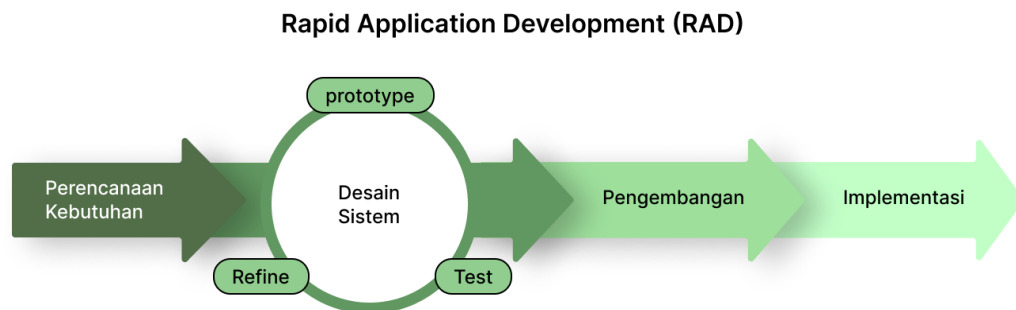 Rapid Application Development (RAD)
prototype
Perencanaan
Kebutuhan
Desain
Sistem
Pengembangan
Implementasi
Refine
Test